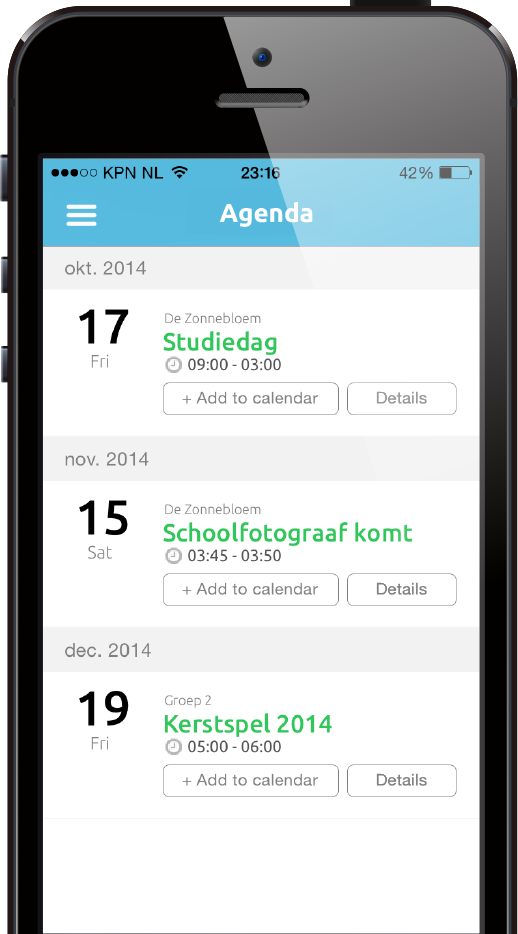 KPN NL 23:16 42%
Agenda
okt. 2014
17
Fri
De Zonnebloem
Studiedag
09:00 - 03:00
+ Add to calendar Details
nov. 2014
15
Sat
De Zonnebloem
Schoolfotograaf komt
03:45 - 03:50
+ Add to calendar Details
dec. 2014
19
Fri
Groep 2
Kerstspel 2014
05:00 - 06:00
+ Add to calendar Details